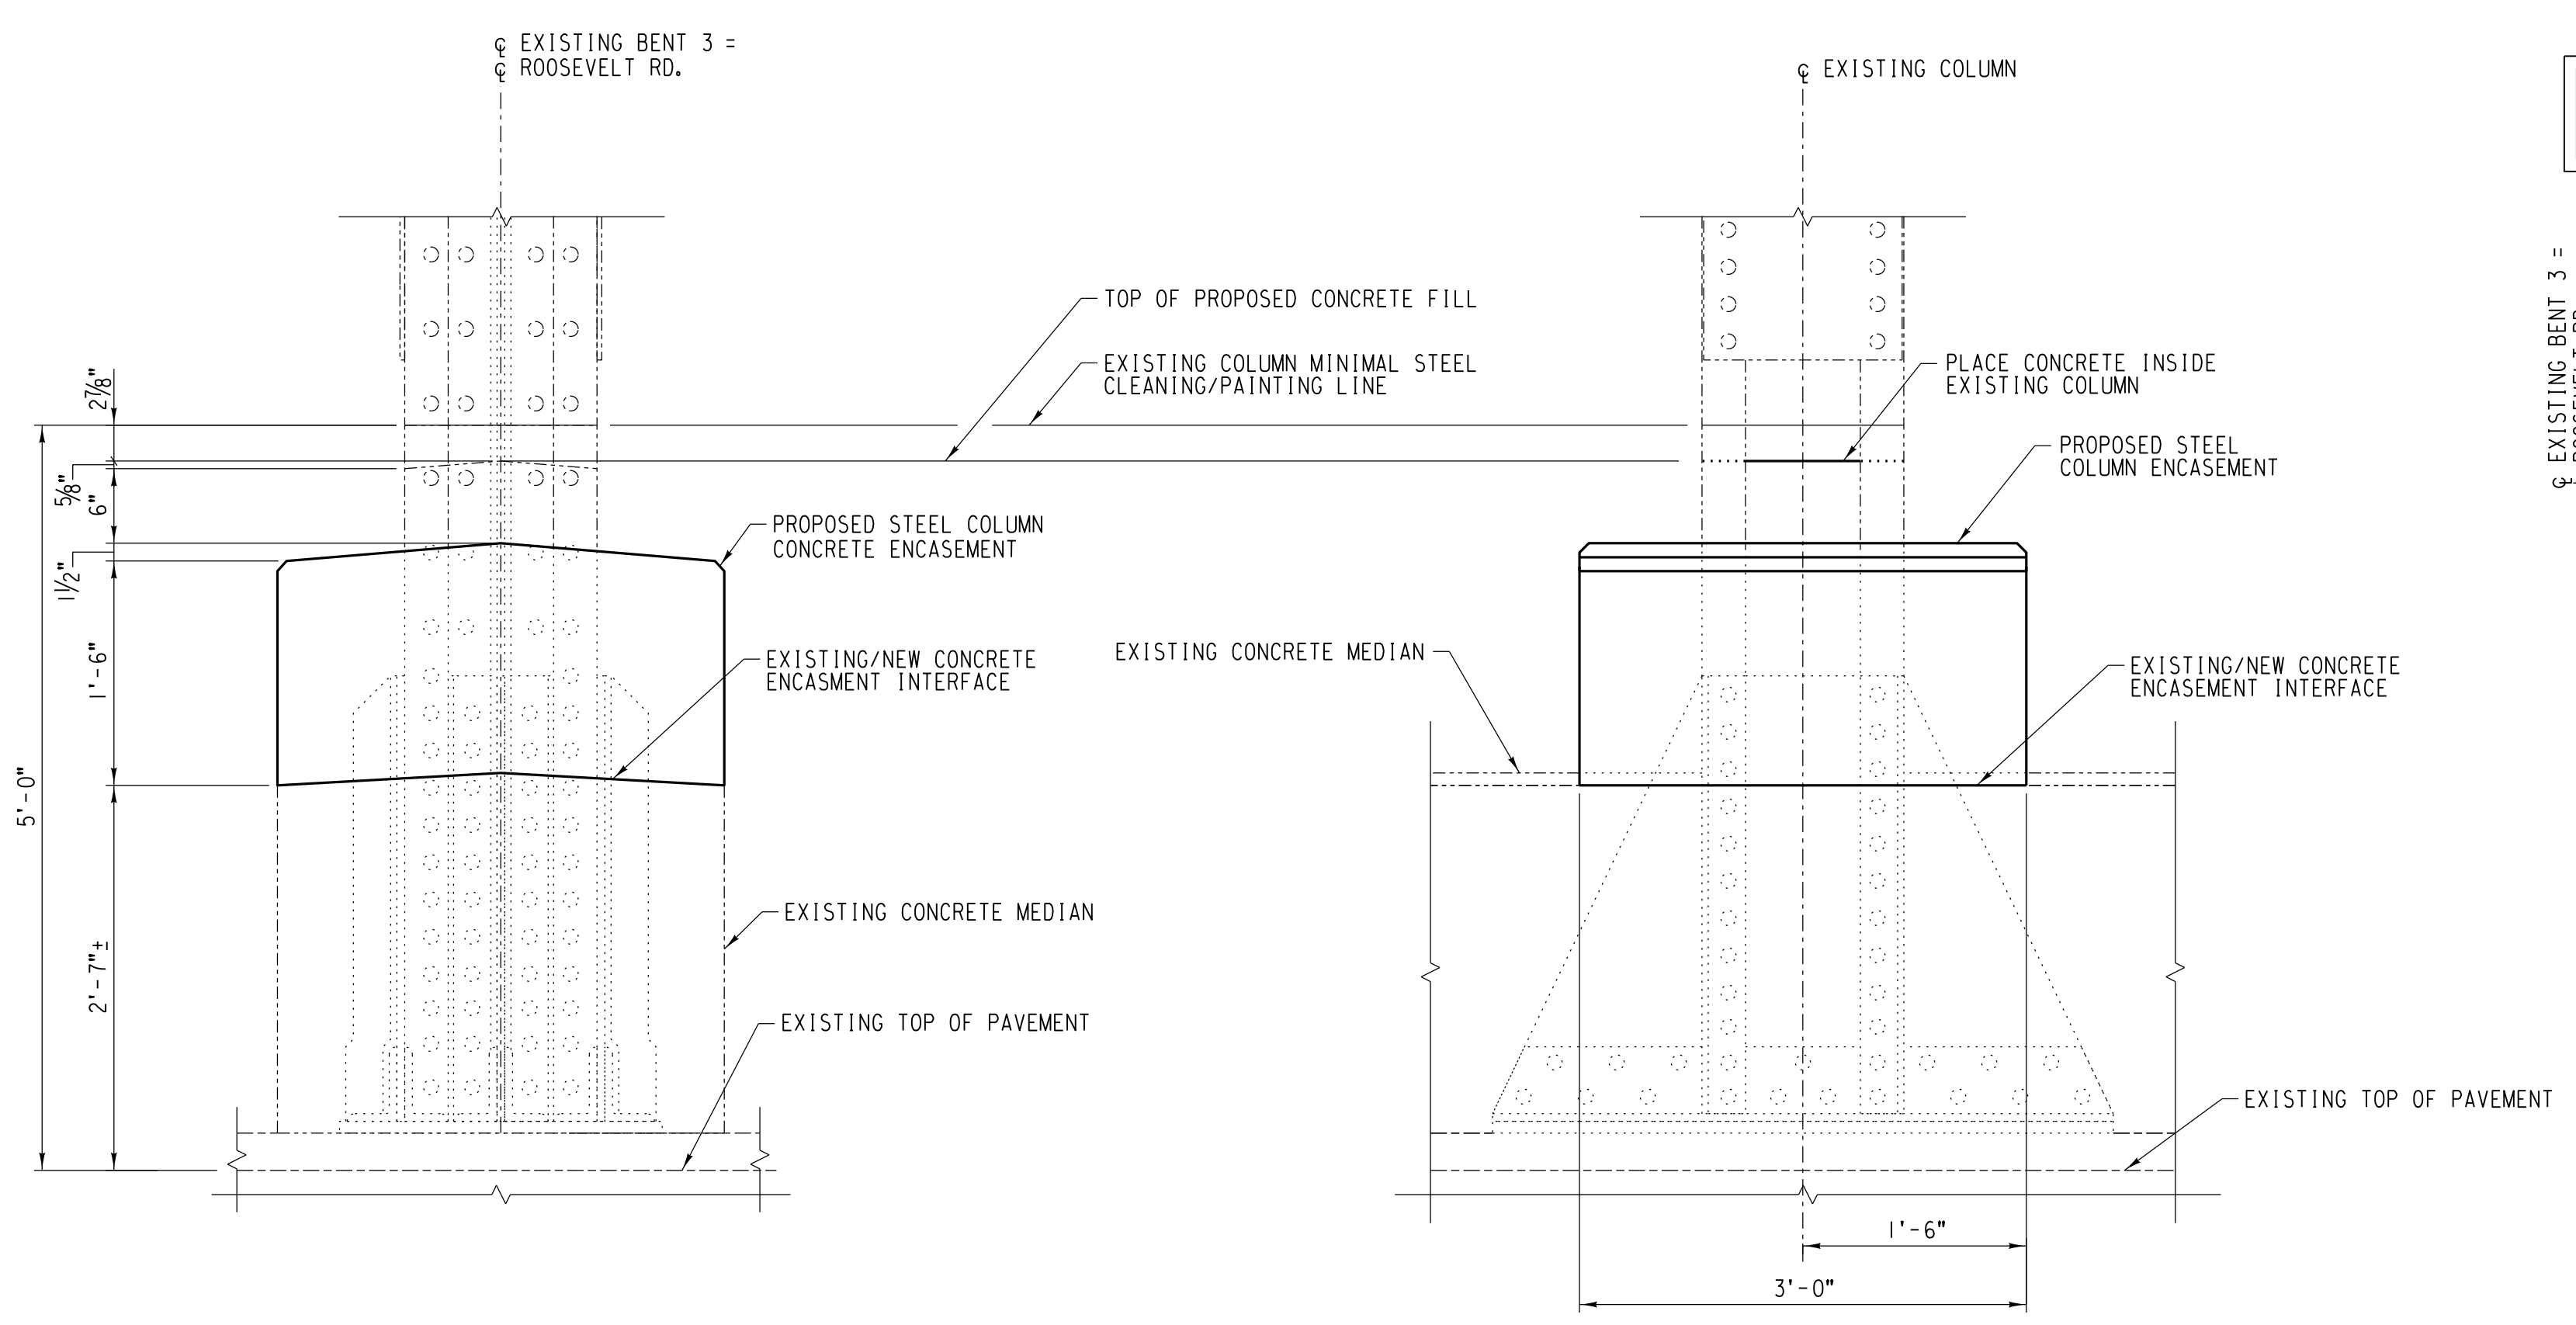 ℄ EXISTING BENT 3 =
℄ ROOSEVELT RD.
℄ EXISTING COLUMN
TOP OF PROPOSED CONCRETE FILL
EXISTING COLUMN MINIMAL STEEL
CLEANING/PAINTING LINE
PLACE CONCRETE INSIDE
EXISTING COLUMN
PROPOSED STEEL
COLUMN ENCASEMENT
PROPOSED STEEL COLUMN
CONCRETE ENCASEMENT
EXISTING/NEW CONCRETE
ENCASMENT INTERFACE
EXISTING CONCRETE MEDIAN
EXISTING/NEW CONCRETE
ENCASEMENT INTERFACE
EXISTING CONCRETE MEDIAN
EXISTING TOP OF PAVEMENT
EXISTING TOP OF PAVEMENT
2⅞"
⅝"
6"
1½"
1'-6"
5'-0"
2'-7"±
1'-6"
3'-0"
℄ EXISTING BENT 3 =